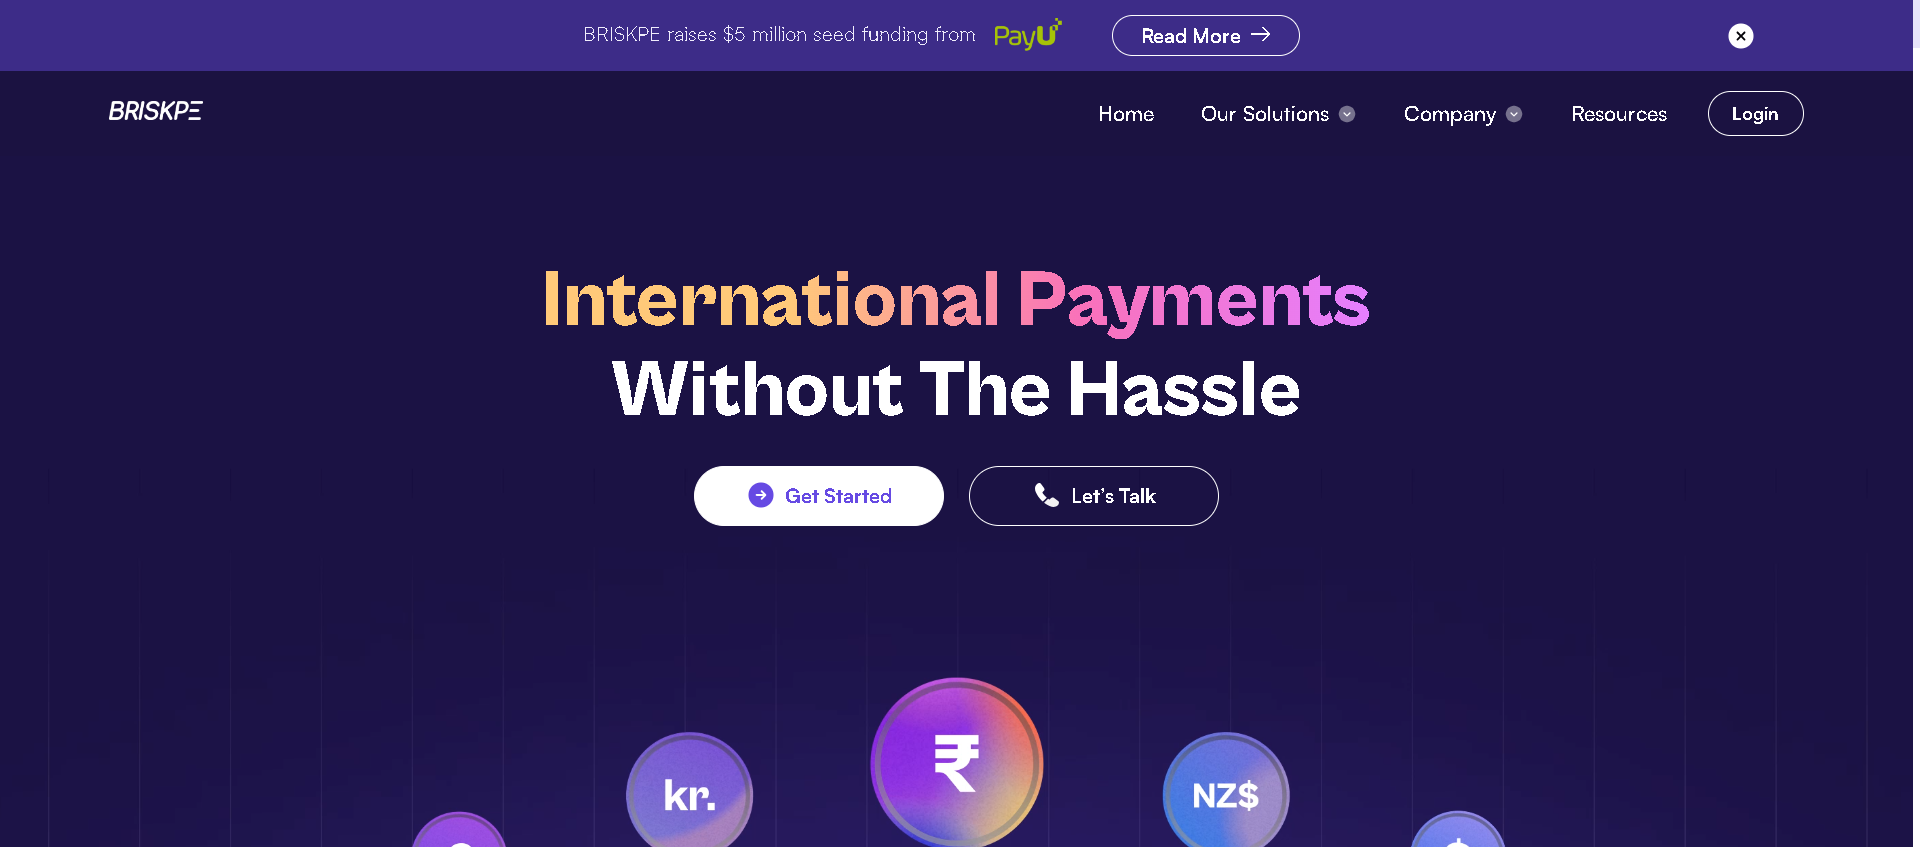 BRISKPE raises $5 million seed funding from PayU Read More
BRISKPE
Home Our Solutions Company Resources Login
International Payments
Without The Hassle
Get Started Let's Talk
₹
kr. NZ$